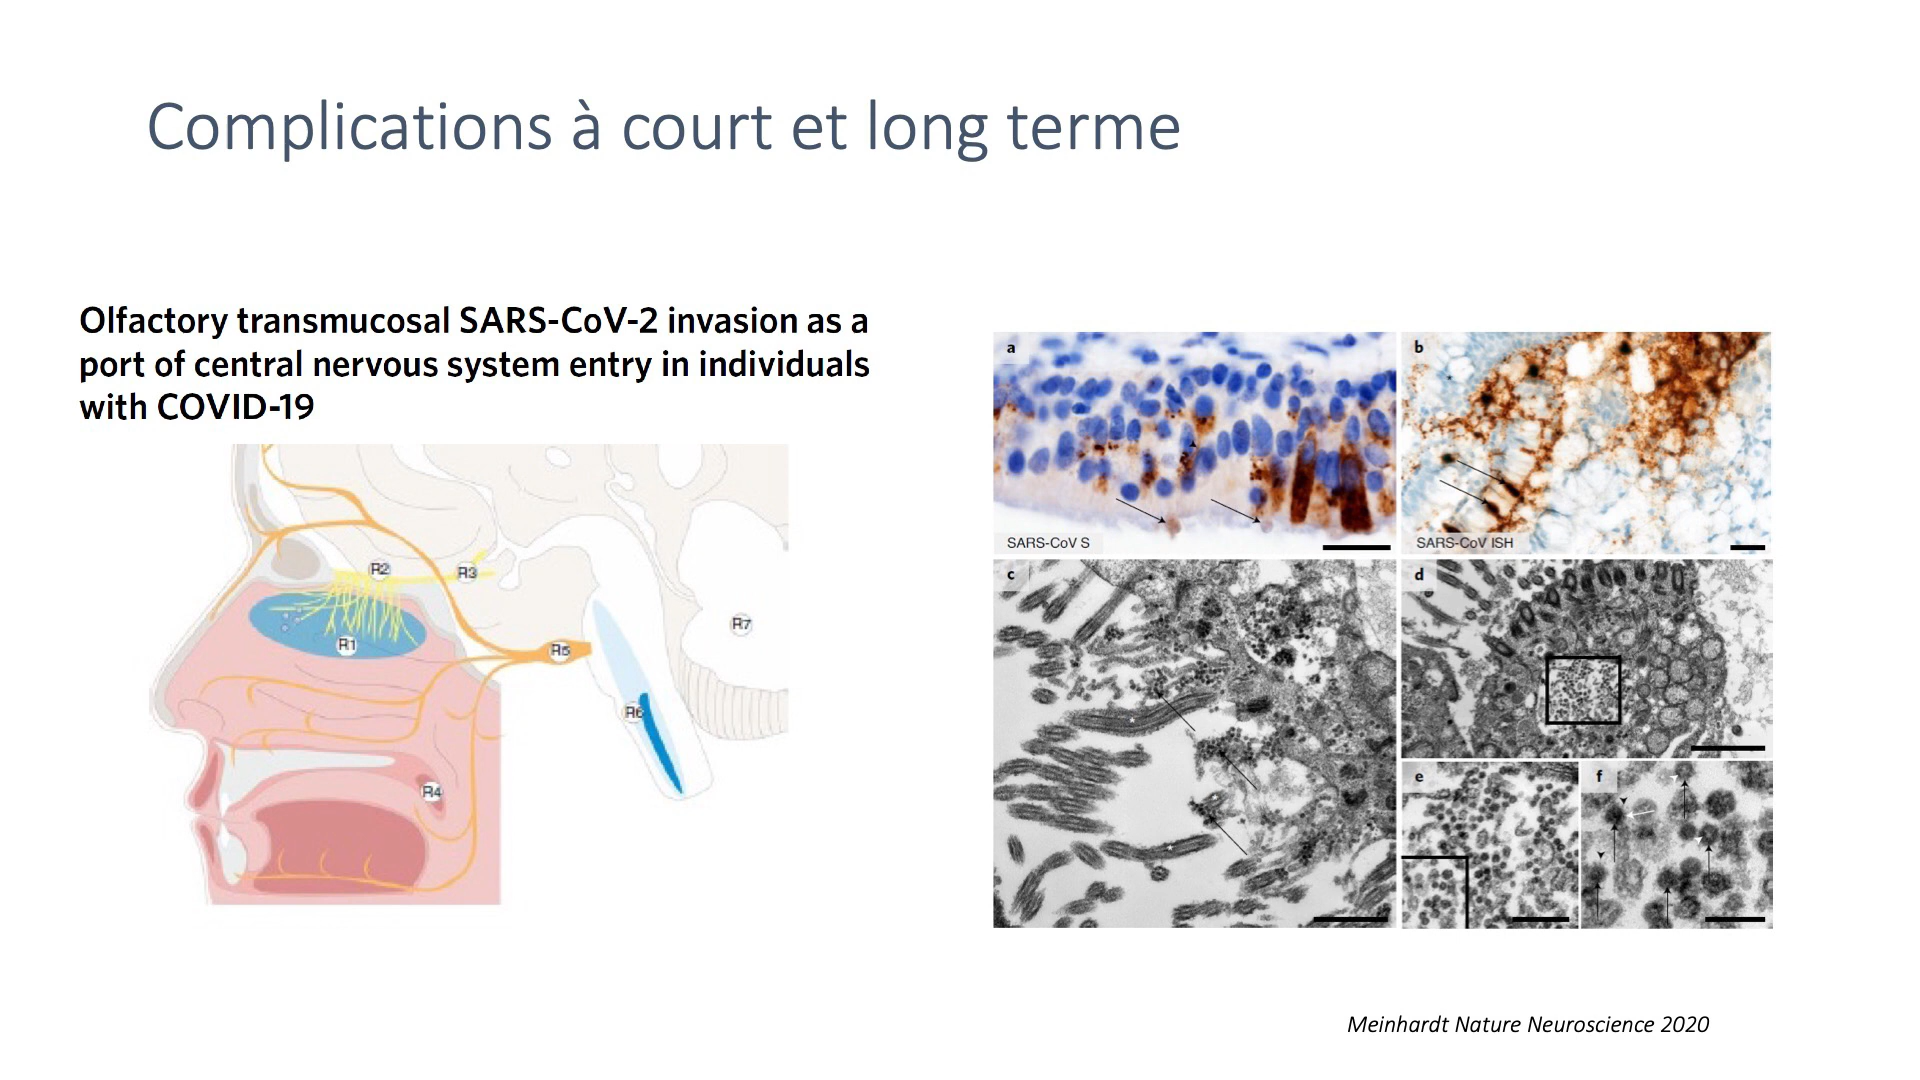 Complications à court et long terme
Olfactory transmucosal SARS-CoV-2 invasion as a
port of central nervous system entry in individuals
with COVID-19
R1
R2
R3
R4
R5
R6
R7
a
SARS-CoV S
b
SARS-CoV ISH
c
d
e
f
Meinhardt Nature Neuroscience 2020